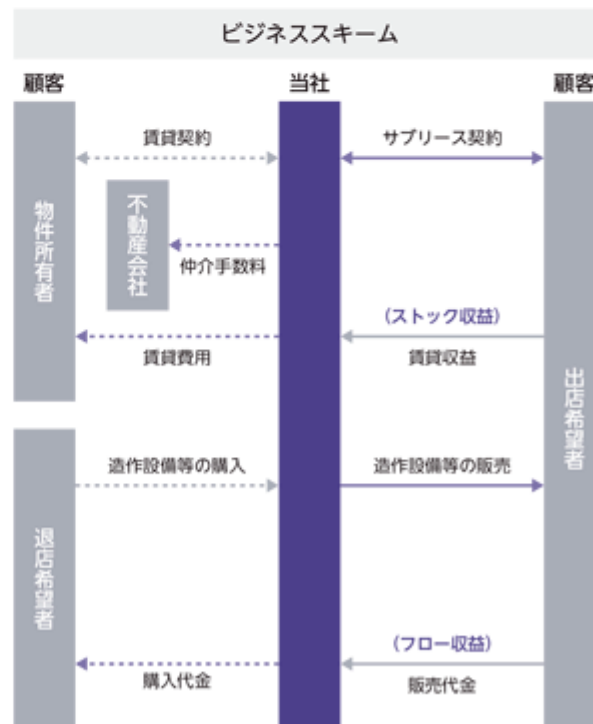 ビジネススキーム
顧客 当社 顧客
賃貸契約 サブリース契約
物件所有者
不動産会社
仲介手数料
(ストック収益)
賃貸費用 賃貸収益
出店希望者
造作設備等の購入 造作設備等の販売
退店希望者
(フロー収益)
購入代金 販売代金